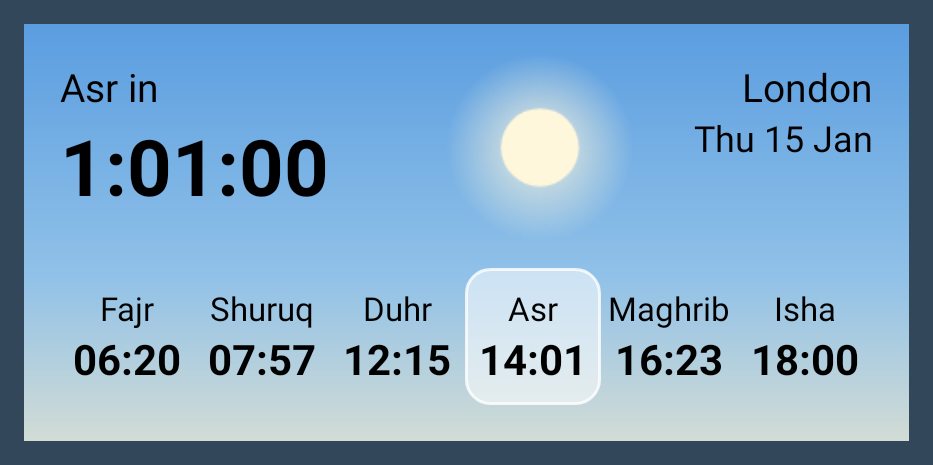 Asr in
1:01:00
London
Thu 15 Jan
Fajr Shuruq Duhr Asr Maghrib Isha
06:20 07:57 12:15 14:01 16:23 18:00